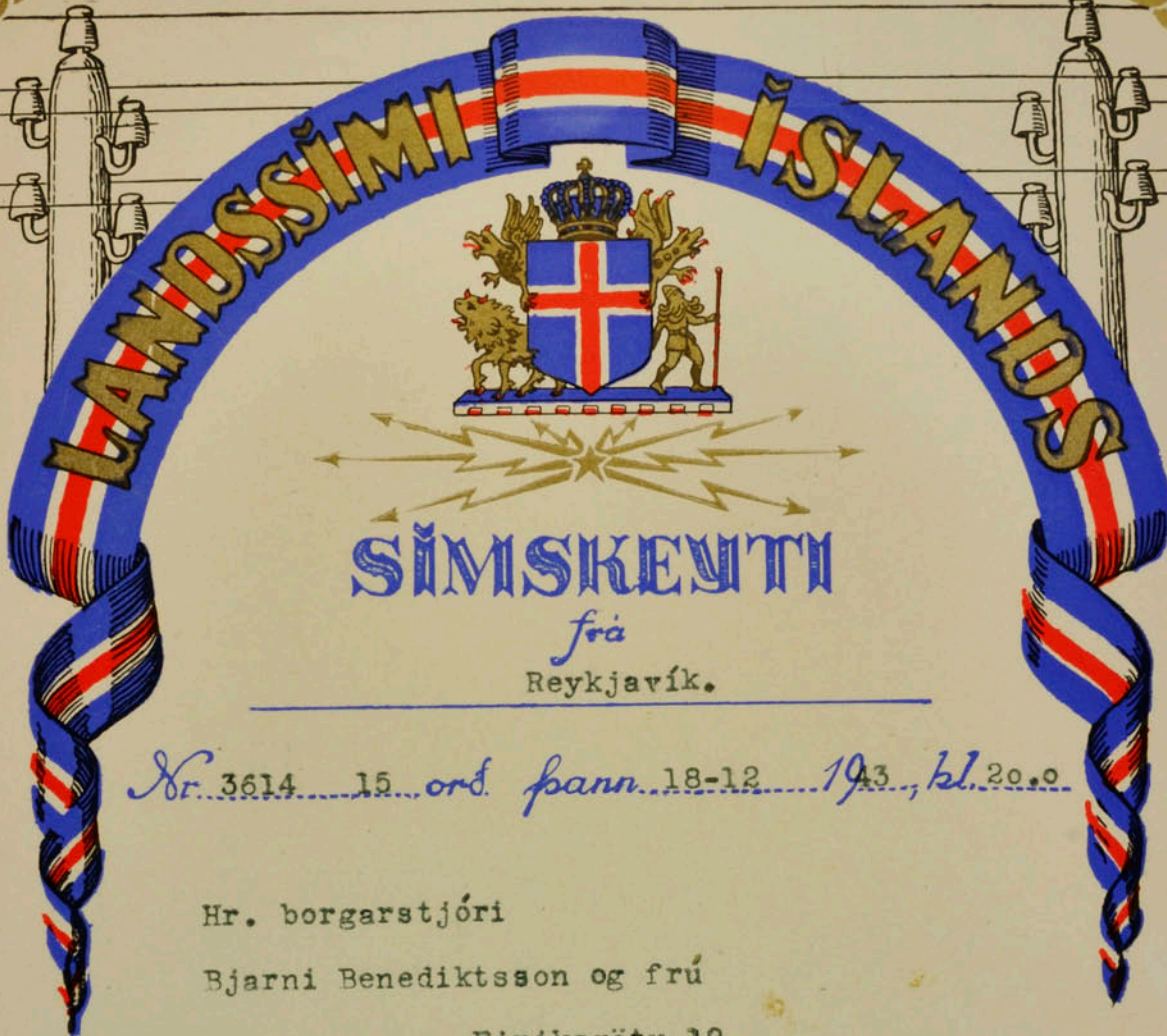 LANDSSÍMI ÍSLANDS
SÍMSKEYTI
frá
Reykjavík.
Nr. 3614 15 orð þann 18-12 1943, kl. 20.0
Hr. borgarstjóri
Bjarni Benediktsson og frú